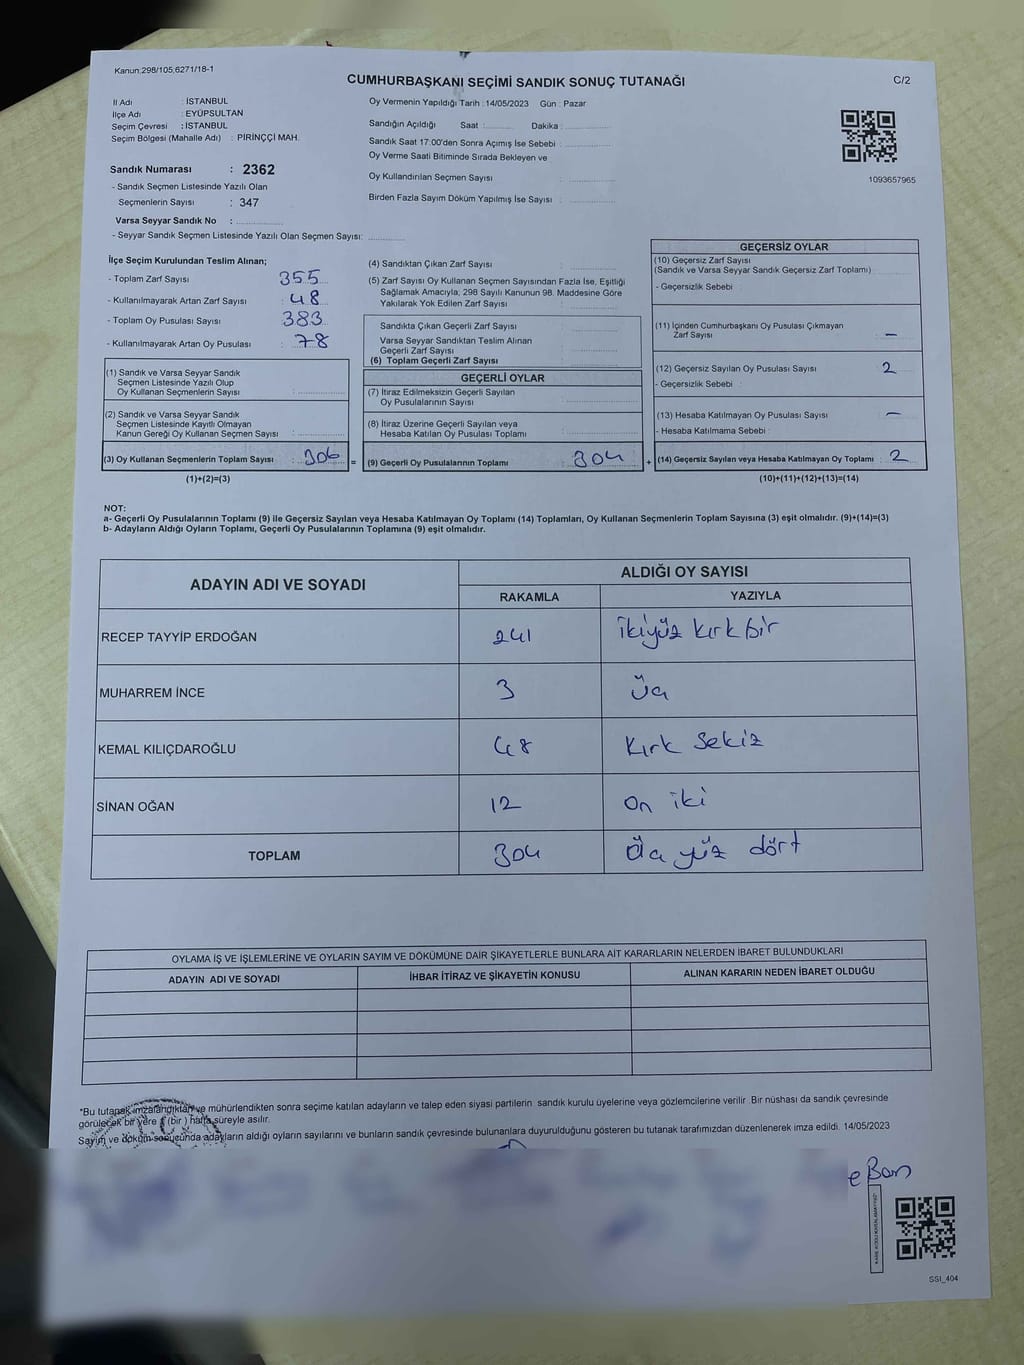 Kanun;298/105,6271/18-1
CUMHURBAŞKANI SEÇİMİ SANDIK SONUÇ TUTANAĞI
C/2
İl Adı : İSTANBUL
İlçe Adı : EYÜPSULTAN
Seçim Çevresi : İSTANBUL
Seçim Bölgesi (Mahalle Adı) : PİRİNÇÇİ MAH.
Oy Vermenin Yapıldığı Tarih :14/05/2023 Gün : Pazar
Sandığın Açıldığı Saat : Dakika :
Sandık Saat 17:00'den Sonra Açımış İse Sebebi :
Oy Verme Saati Bitiminde Sırada Bekleyen ve
Oy Kullandırılan Seçmen Sayısı :
Birden Fazla Sayım Döküm Yapılmış İse Sayısı :
1093657965
Sandık Numarası : 2362
- Sandık Seçmen Listesinde Yazılı Olan
Seçmenlerin Sayısı : 347
Varsa Seyyar Sandık No :
- Seyyar Sandık Seçmen Listesinde Yazılı Olan Seçmen Sayısı:
İlçe Seçim Kurulundan Teslim Alınan;
- Toplam Zarf Sayısı : 355
- Kullanılmayarak Artan Zarf Sayısı : 48
- Toplam Oy Pusulası Sayısı : 383
- Kullanılmayarak Artan Oy Pusulası : 78
(1) Sandık ve Varsa Seyyar Sandık
Seçmen Listesinde Yazılı Olup
Oy Kullanan Seçmenlerin Sayısı :
(2) Sandık ve Varsa Seyyar Sandık
Seçmen Listesinde Kayıtlı Olmayan
Kanun Gereği Oy Kullanan Seçmen Sayısı :
(3) Oy Kullanan Seçmenlerin Toplam Sayısı : 306 =
(1)+(2)=(3)
(4) Sandıktan Çıkan Zarf Sayısı :
(5) Zarf Sayısı Oy Kullanan Seçmen Sayısından Fazla İse, Eşitliği
Sağlamak Amacıyla; 298 Sayılı Kanunun 98. Maddesine Göre
Yakılarak Yok Edilen Zarf Sayısı :
Sandıkta Çıkan Geçerli Zarf Sayısı :
Varsa Seyyar Sandıktan Teslim Alınan
Geçerli Zarf Sayısı :
(6) Toplam Geçerli Zarf Sayısı :
GEÇERLİ OYLAR
(7) İtiraz Edilmeksizin Geçerli Sayılan
Oy Pusulalarının Sayısı :
(8) İtiraz Üzerine Geçerli Sayılan veya
Hesaba Katılan Oy Pusulası Toplamı :
(9) Geçerli Oy Pusulalarının Toplamı : 304 +
GEÇERSİZ OYLAR
(10) Geçersiz Zarf Sayısı
(Sandık ve Varsa Seyyar Sandık Geçersiz Zarf Toplamı) :
- Geçersizlik Sebebi :
(11) İçinden Cumhurbaşkanı Oy Pusulası Çıkmayan
Zarf Sayısı : –
(12) Geçersiz Sayılan Oy Pusulası Sayısı : 2
- Geçersizlik Sebebi :
(13) Hesaba Katılmayan Oy Pusulası Sayısı : –
- Hesaba Katılmama Sebebi :
(14) Geçersiz Sayılan veya Hesaba Katılmayan Oy Toplamı : 2
(10)+(11)+(12)+(13)=(14)
NOT:
a- Geçerli Oy Pusulalarının Toplamı (9) ile Geçersiz Sayılan veya Hesaba Katılmayan Oy Toplamı (14) Toplamları, Oy Kullanan Seçmenlerin Toplam Sayısına (3) eşit olmalıdır. (9)+(14)=(3)
b- Adayların Aldığı Oyların Toplamı, Geçerli Oy Pusulalarının Toplamına (9) eşit olmalıdır.
ADAYIN ADI VE SOYADI
ALDIĞI OY SAYISI
RAKAMLA YAZIYLA
RECEP TAYYİP ERDOĞAN 241 ikiyüz kırk bir
MUHARREM İNCE 3 Üç
KEMAL KILIÇDAROĞLU 48 Kırk Sekiz
SİNAN OĞAN 12 On iki
TOPLAM 304 Üç yüz dört
OYLAMA İŞ VE İŞLEMLERİNE VE OYLARIN SAYIM VE DÖKÜMÜNE DAİR ŞİKAYETLERLE BUNLARA AİT KARARLARIN NELERDEN İBARET BULUNDUKLARI
ADAYIN ADI VE SOYADI İHBAR İTİRAZ VE ŞİKAYETİN KONUSU ALINAN KARARIN NEDEN İBARET OLDUĞU
*Bu tutanak imzalandıktan ve mühürlendikten sonra seçime katılan adayların ve talep eden siyasi partilerin sandık kurulu üyelerine veya gözlemcilerine verilir. Bir nüshası da sandık çevresinde
görülecek bir yere 1 (bir) hafta süreyle asılır.
Sayım ve döküm sonucunda adayların aldığı oyların sayılarını ve bunların sandık çevresinde bulunanlara duyurulduğunu gösteren bu tutanak tarafımızdan düzenlenerek imza edildi. 14/05/2023
SSI_404